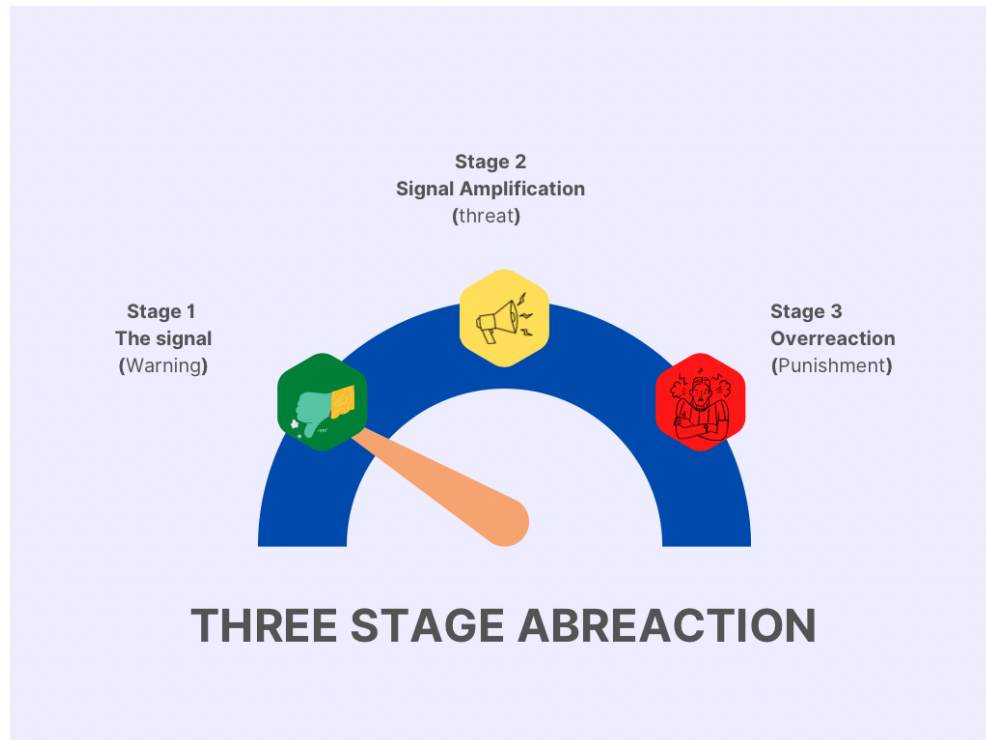 Stage 2
Signal Amplification
(threat)
Stage 1
The signal
(Warning)
Stage 3
Overreaction
(Punishment)
THREE STAGE ABREACTION